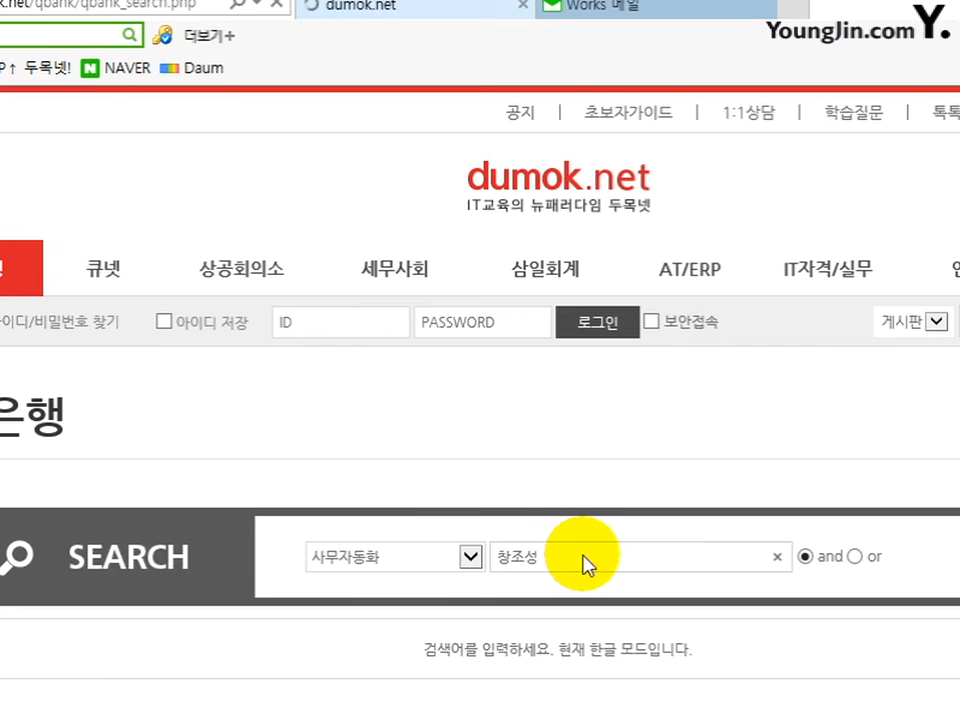 .net/qbank/qbank_search.php
dumok.net
Works 메일
YoungJin.com Y.
더보기+
두목넷! NAVER Daum
공지 | 초보자가이드 | 1:1상담 | 학습질문 | 톡톡
dumok.net
IT교육의 뉴패러다임 두목넷
큐넷 상공회의소 세무사회 삼일회계 AT/ERP IT자격/실무
이디/비밀번호 찾기 아이디 저장 ID PASSWORD 로그인 보안접속 게시판
은행
SEARCH 사무자동화 창조성 × and or
검색어를 입력하세요. 현재 한글 모드입니다.